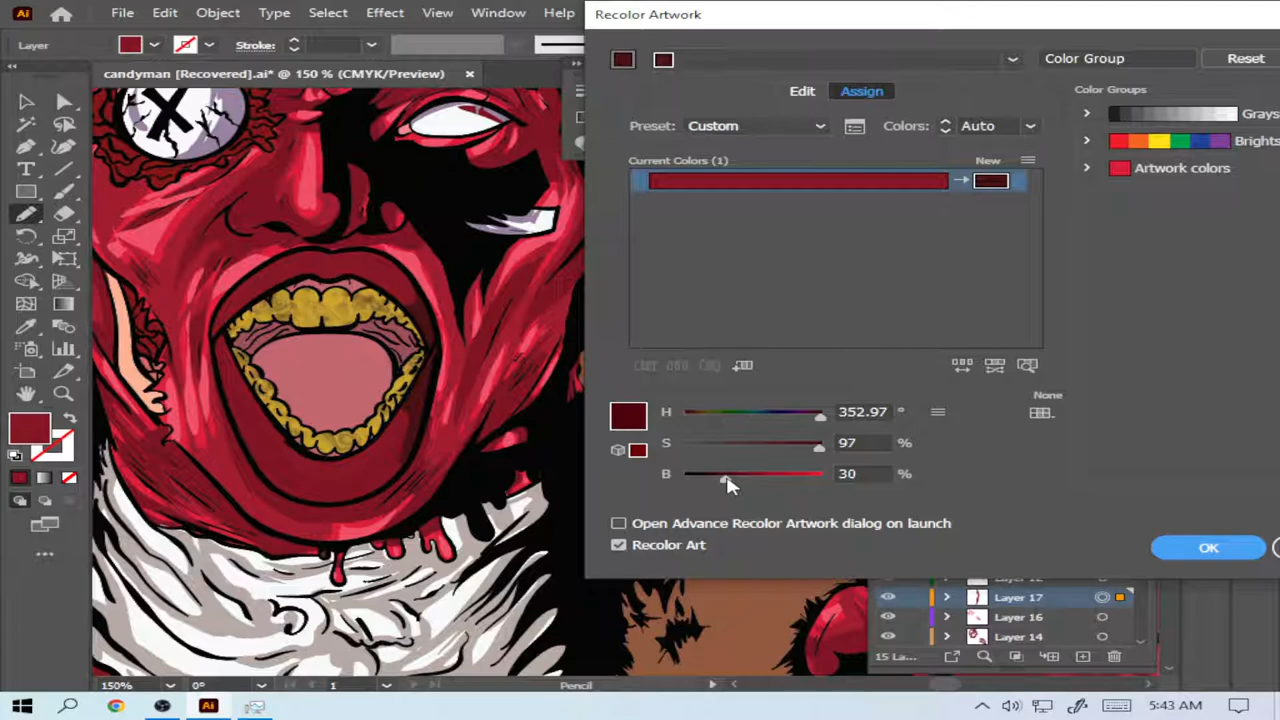 Ai File Edit Object Type Select Effect View Window Help
Recolor Artwork
Layer Stroke:
Color Group Reset
candyman [Recovered].ai* @ 150 % (CMYK/Preview) ×
Edit Assign
Color Groups
Grays
Preset: Custom Colors: Auto
Brights
Current Colors (1) New
Artwork colors
X
None
H 352.97 °
S 97 %
B 30 %
Open Advance Recolor Artwork dialog on launch
Recolor Art
OK
Layer 17
Layer 16
Layer 14
15 La...
150% 0° 1 Pencil
Ai 5:43 AM